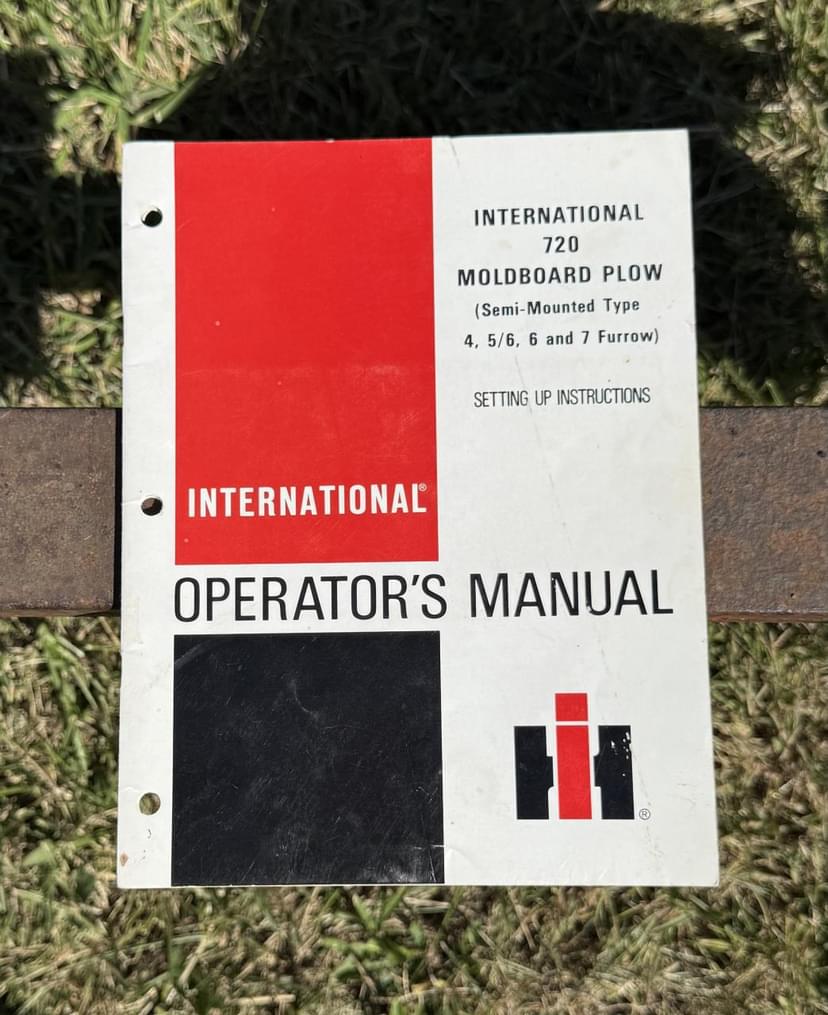 INTERNATIONAL
720
MOLDBOARD PLOW
(Semi-Mounted Type
4, 5/6, 6 and 7 Furrow)
SETTING UP INSTRUCTIONS
INTERNATIONAL®
OPERATOR'S MANUAL
IH®